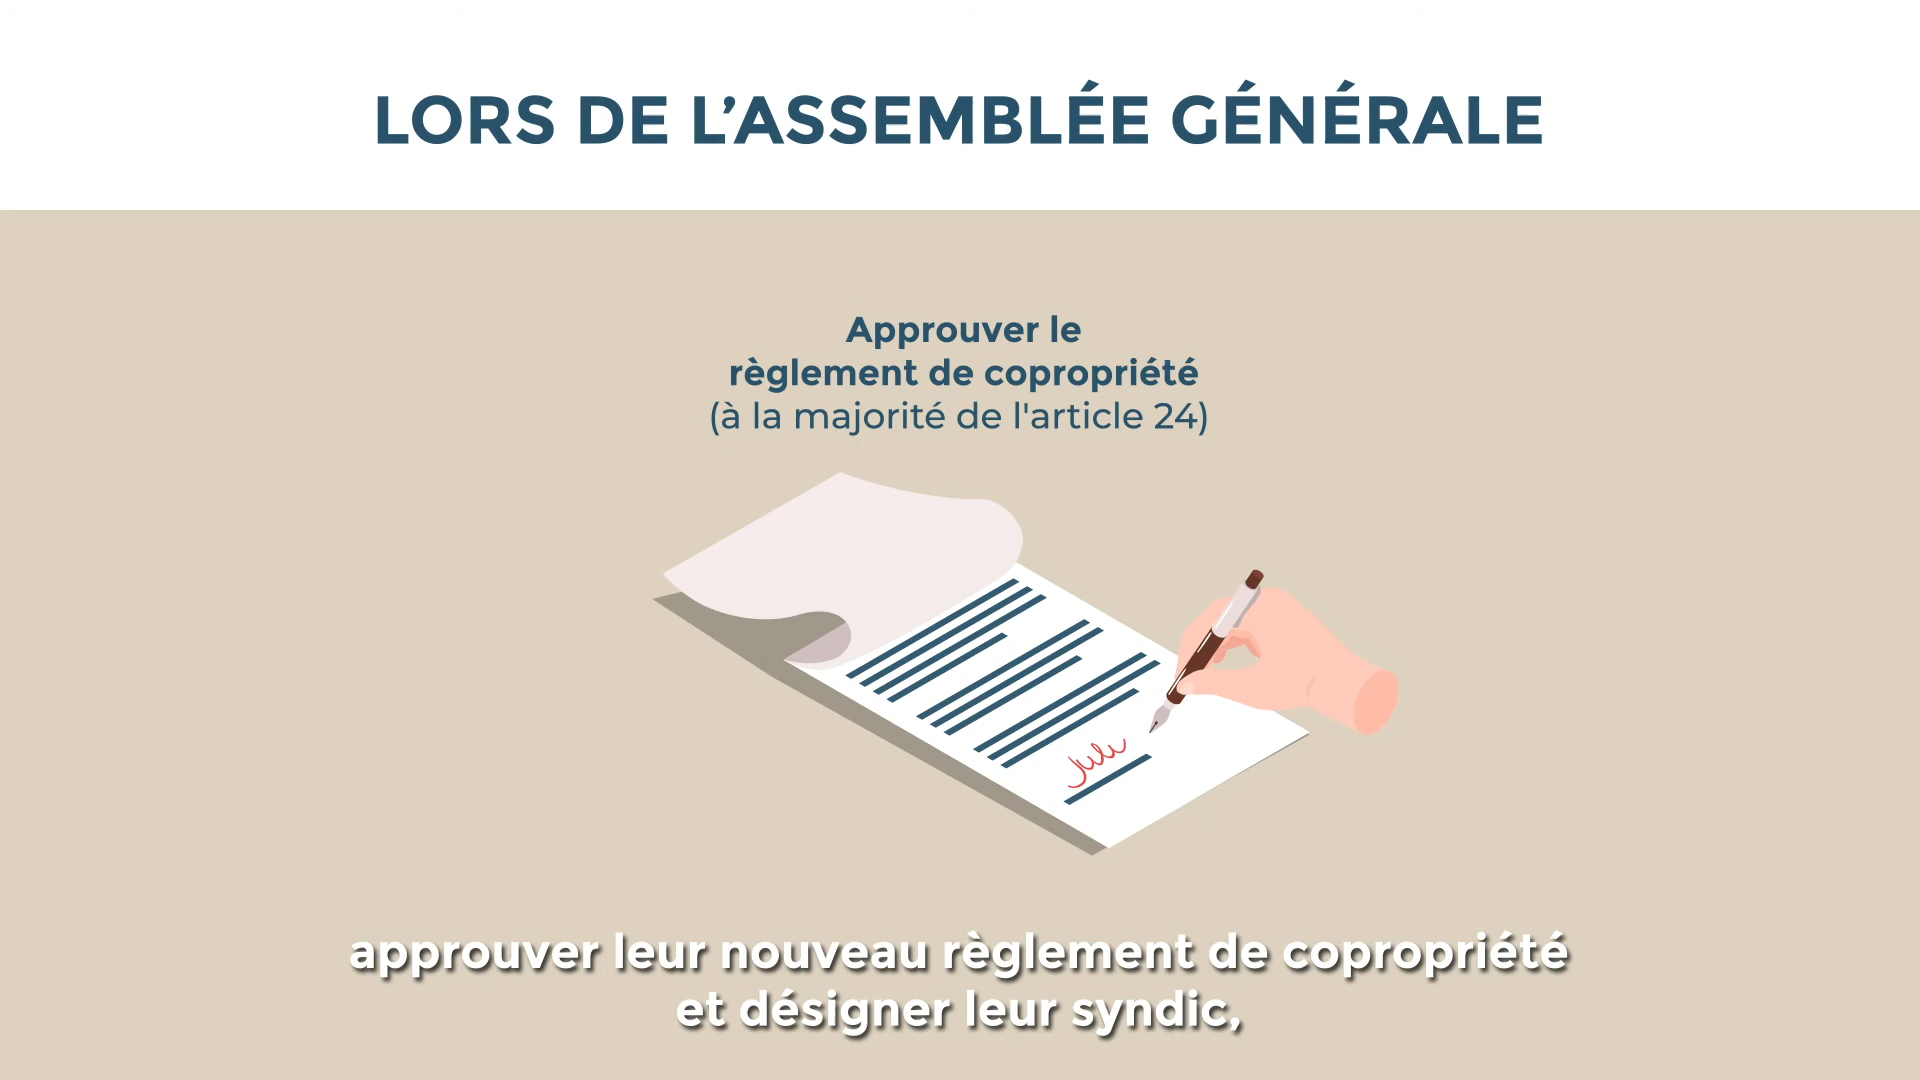 LORS DE L’ASSEMBLÉE GÉNÉRALE
Approuver le
règlement de copropriété
(à la majorité de l'article 24)
approuver leur nouveau règlement de copropriété
et désigner leur syndic,